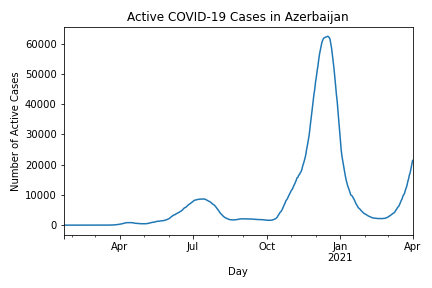 Active COVID-19 Cases in Azerbaijan
Number of Active Cases
60000
50000
40000
30000
20000
10000
0
Apr Jul Oct Jan Apr
2021
Day